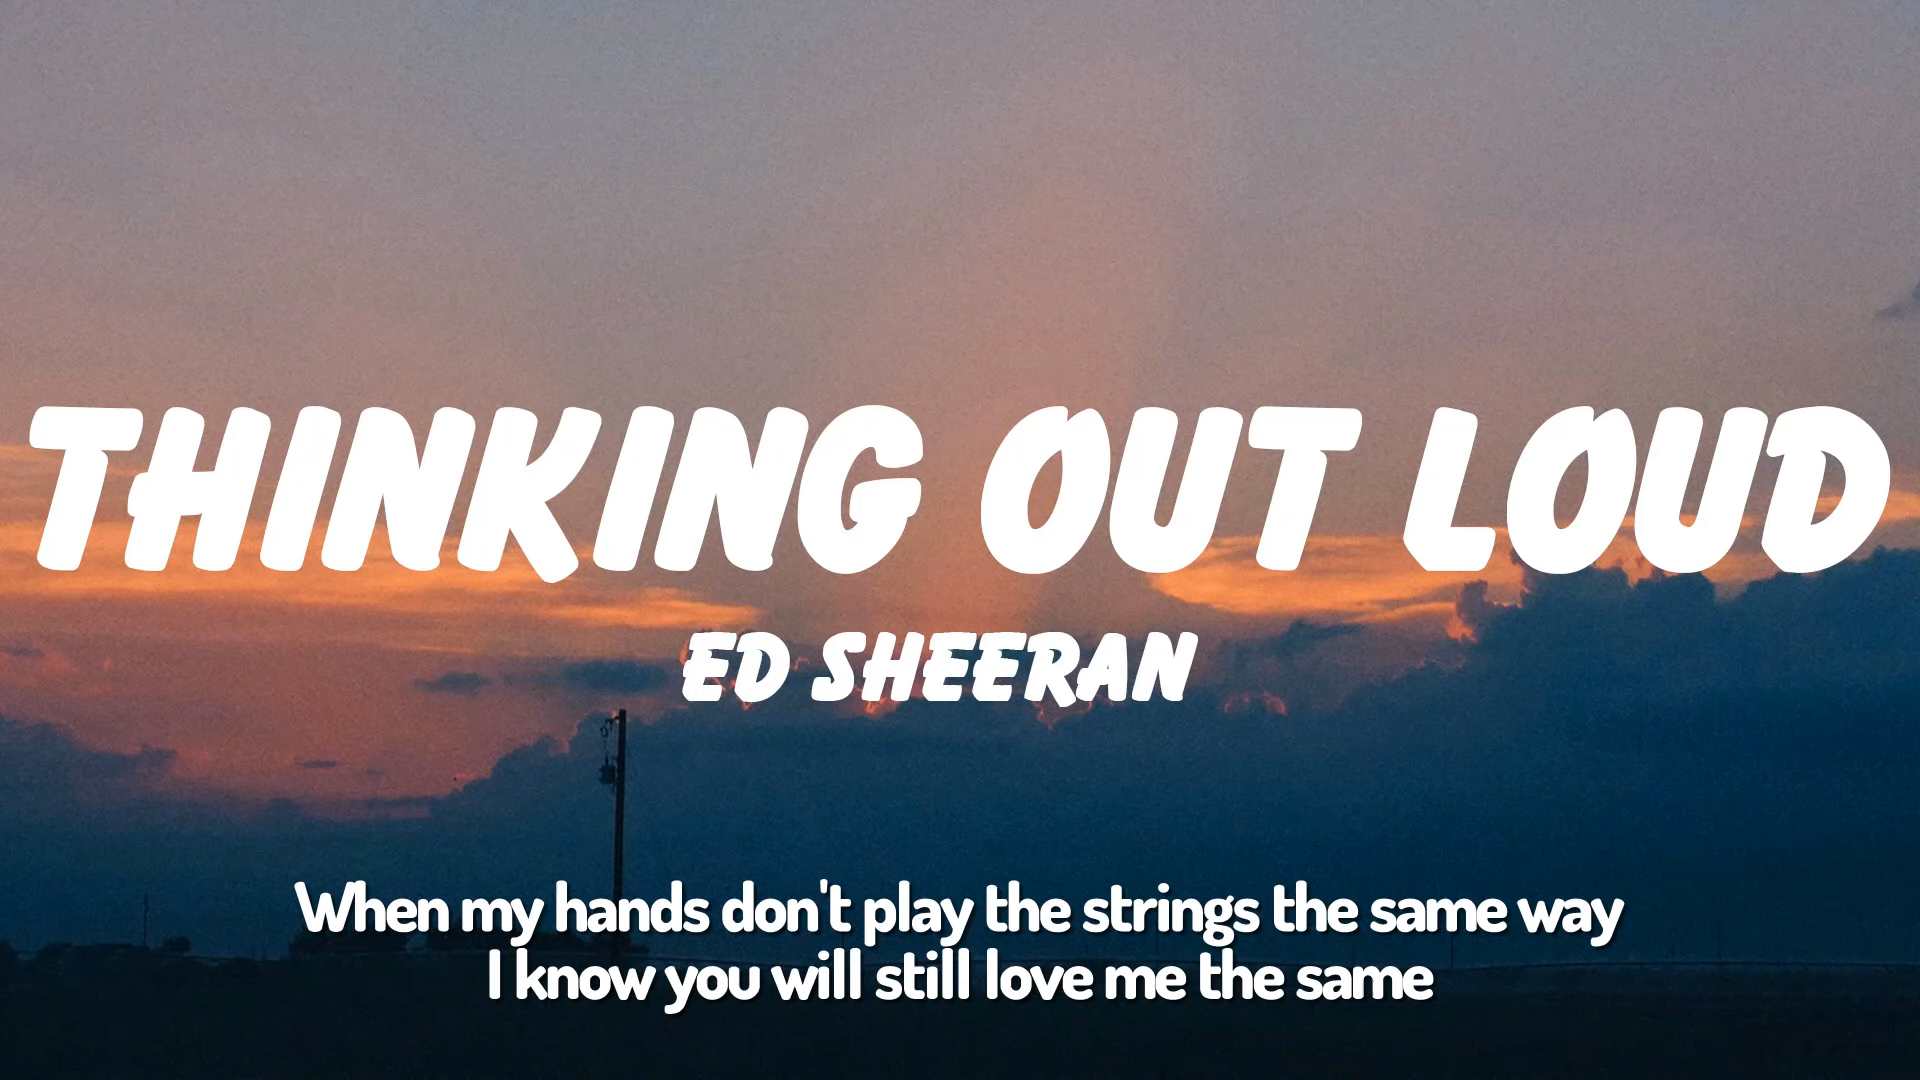 THINKING OUT LOUD
ED SHEERAN
When my hands don't play the strings the same way
I know you will still love me the same